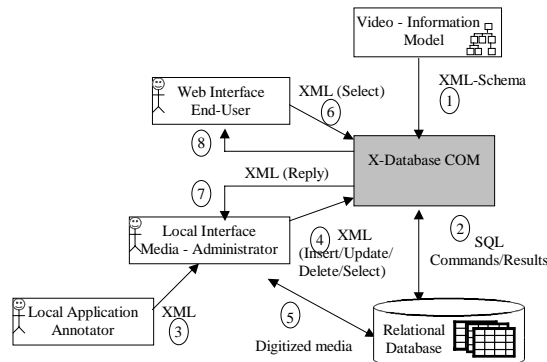 Video - Information
Model
XML-Schema
1
Web Interface
End-User
XML (Select)
6
8
X-Database COM
XML (Reply)
7
Local Interface
Media - Administrator
4
XML
(Insert/Update/
Delete/Select)
2
SQL
Commands/Results
Local Application
Annotator
XML
3
5
Digitized media
Relational
Database